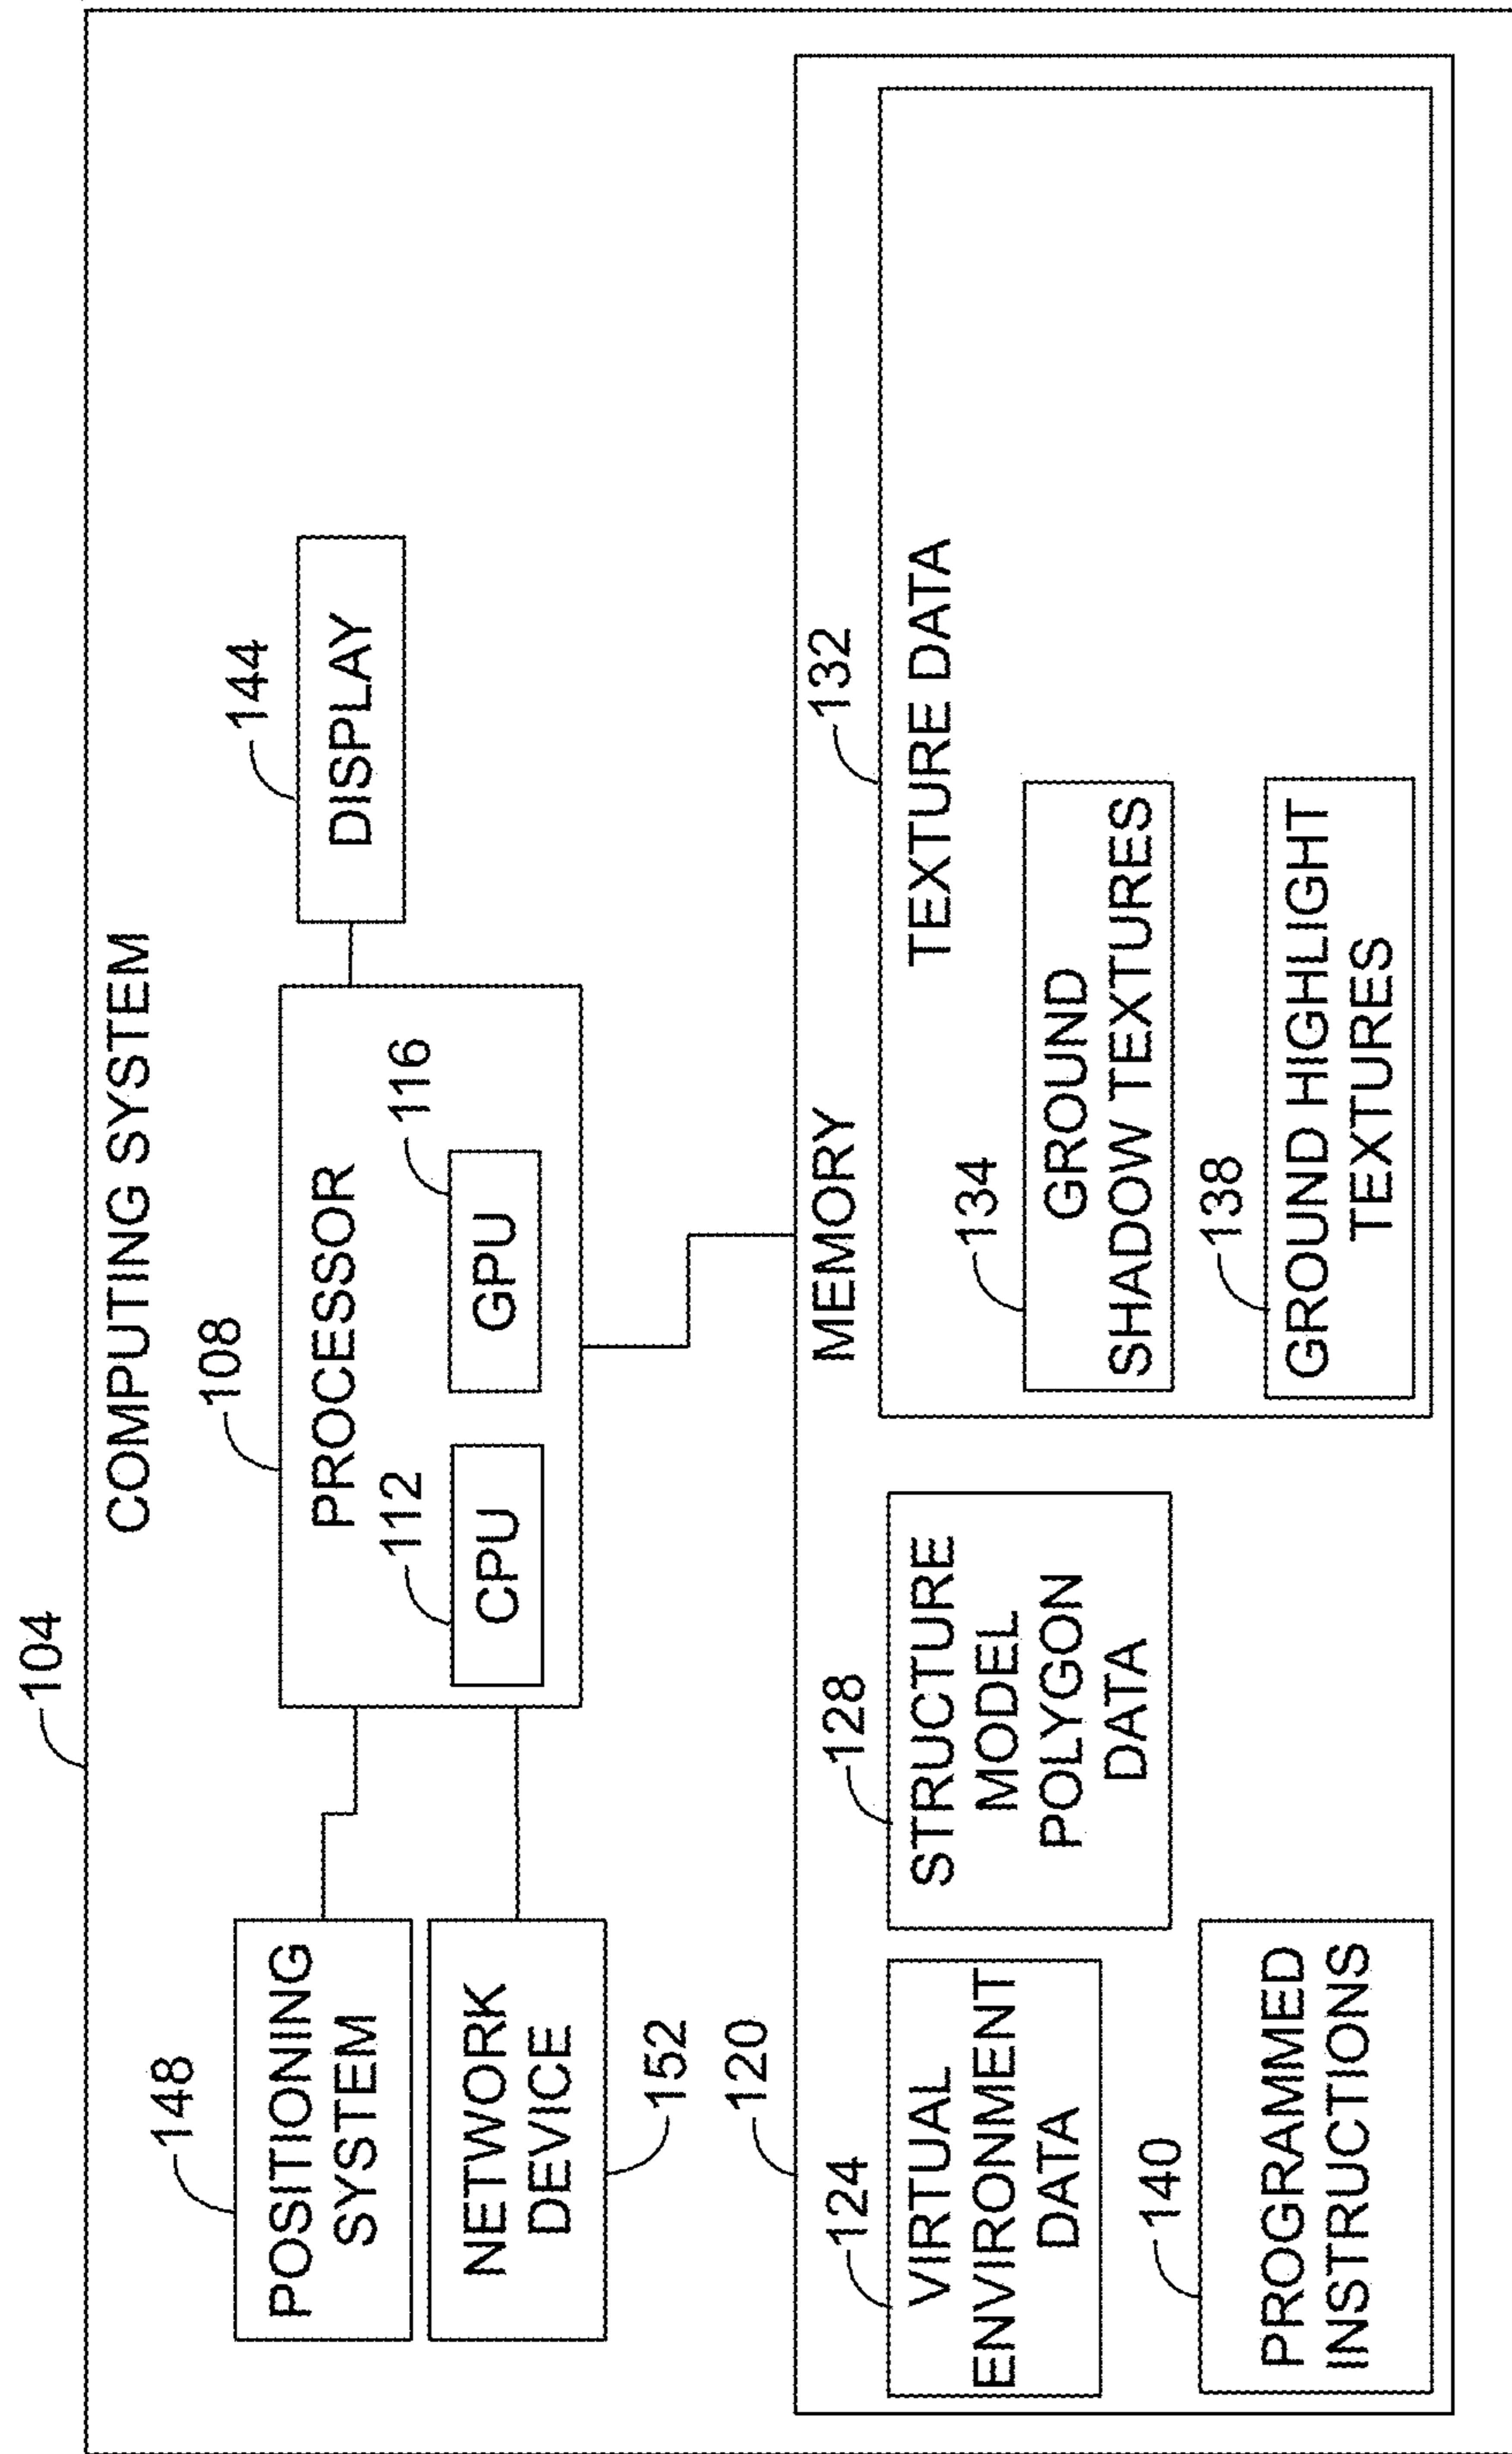 104
COMPUTING SYSTEM
148
POSITIONING
SYSTEM
NETWORK
DEVICE
152
108
PROCESSOR
112
CPU
116
GPU
144
DISPLAY
120
MEMORY
124
VIRTUAL
ENVIRONMENT
DATA
128
STRUCTURE
MODEL
POLYGON
DATA
140
PROGRAMMED
INSTRUCTIONS
132
TEXTURE DATA
134
GROUND
SHADOW TEXTURES
138
GROUND HIGHLIGHT
TEXTURES